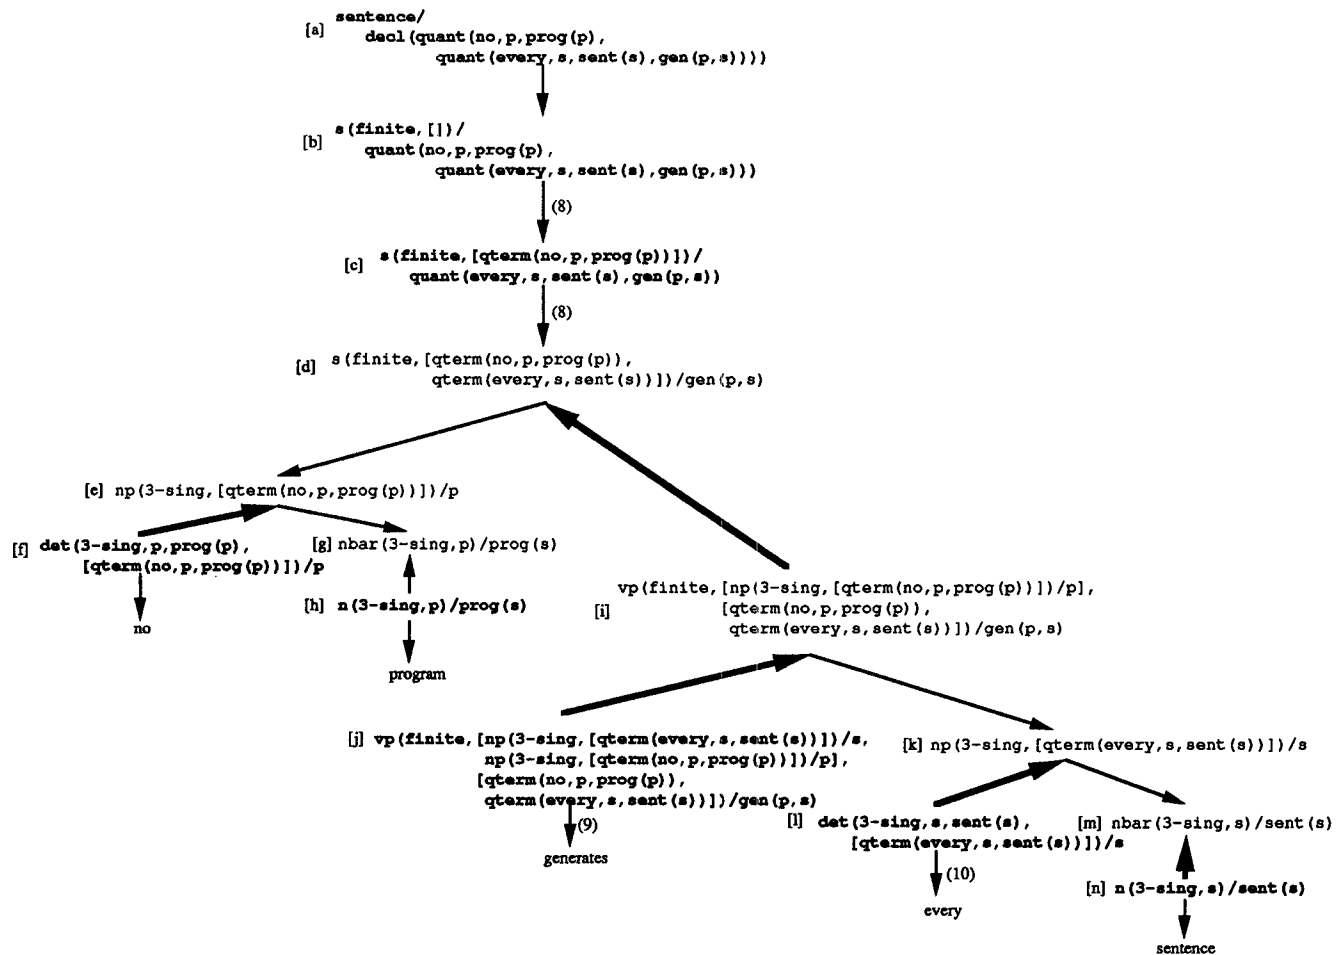 [a] sentence/
decl(quant(no,p,prog(p),
quant(every,s,sent(s),gen(p,s))))
[b] s(finite,[])/
quant(no,p,prog(p),
quant(every,s,sent(s),gen(p,s)))
(8)
[c] s(finite,[qterm(no,p,prog(p))])/
quant(every,s,sent(s),gen(p,s))
(8)
[d] s(finite,[qterm(no,p,prog(p)),
qterm(every,s,sent(s))])/gen(p,s)
[e] np(3-sing,[qterm(no,p,prog(p))])/p
[f] det(3-sing,p,prog(p),
[qterm(no,p,prog(p))])/p
no
[g] nbar(3-sing,p)/prog(s)
[h] n(3-sing,p)/prog(s)
program
[i] vp(finite,[np(3-sing,[qterm(no,p,prog(p))])/p],
[qterm(no,p,prog(p)),
qterm(every,s,sent(s))])/gen(p,s)
[j] vp(finite,[np(3-sing,[qterm(every,s,sent(s))])/s,
np(3-sing,[qterm(no,p,prog(p))])/p],
[qterm(no,p,prog(p)),
qterm(every,s,sent(s))])/gen(p,s)
(9)
generates
[k] np(3-sing,[qterm(every,s,sent(s))])/s
[l] det(3-sing,s,sent(s),
[qterm(every,s,sent(s))])/s
(10)
every
[m] nbar(3-sing,s)/sent(s)
[n] n(3-sing,s)/sent(s)
sentence